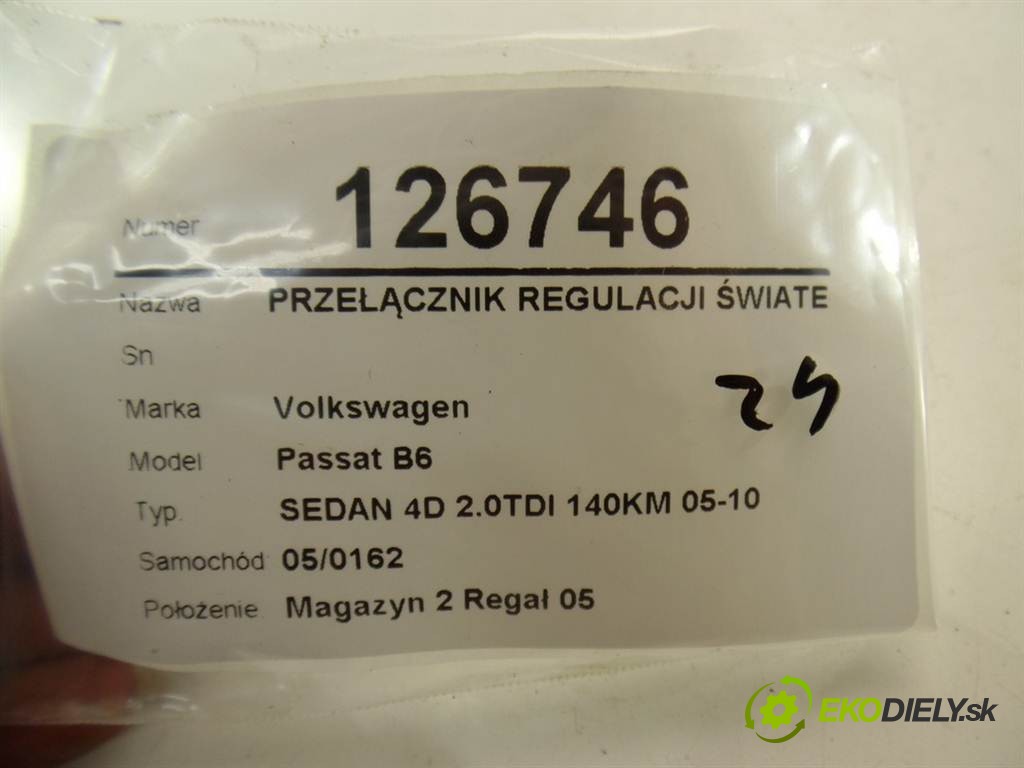 Numer 126746
Nazwa PRZEŁĄCZNIK REGULACJI ŚWIATE
Sn
Marka Volkswagen
24
Model Passat B6
Typ. SEDAN 4D 2.0TDI 140KM 05-10
Samochód 05/0162
Położenie Magazyn 2 Regał 05
EKODIELY.sk